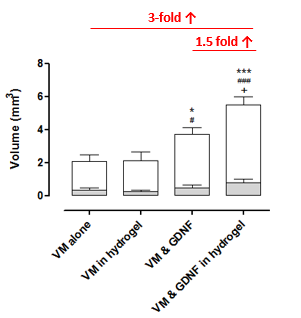 3-fold ↑
1.5 fold ↑
Volume (mm³)
8
6
4
2
0
*
#
***
###
+
VM alone
VM in hydrogel
VM & GDNF
VM & GDNF in hydrogel